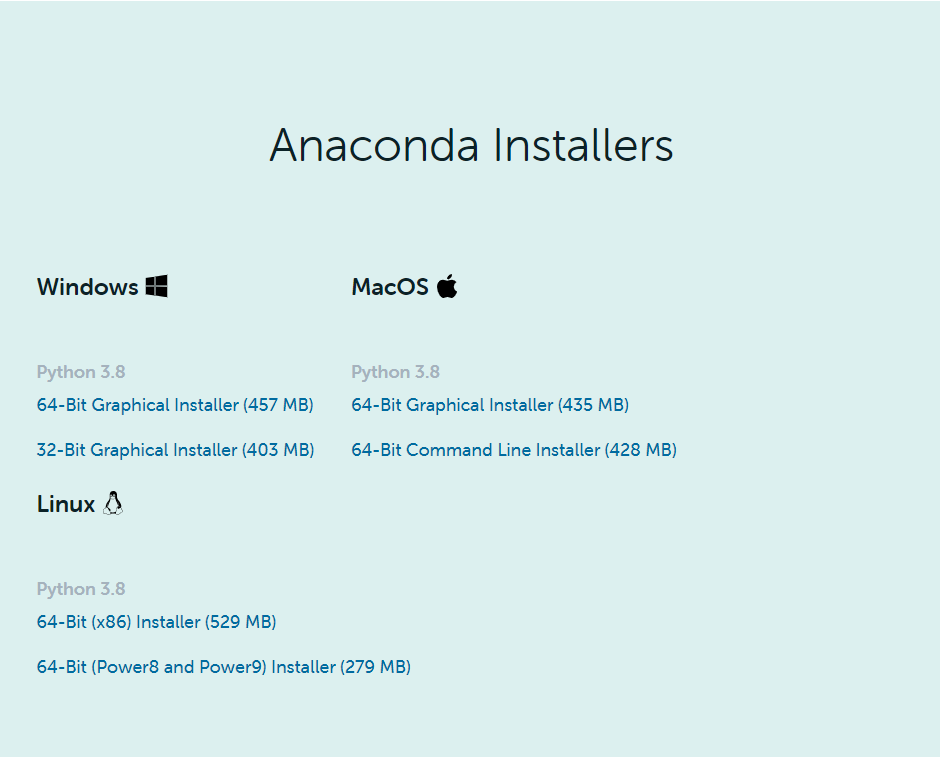 Anaconda Installers
Windows
Python 3.8
64-Bit Graphical Installer (457 MB)
32-Bit Graphical Installer (403 MB)
MacOS
Python 3.8
64-Bit Graphical Installer (435 MB)
64-Bit Command Line Installer (428 MB)
Linux
Python 3.8
64-Bit (x86) Installer (529 MB)
64-Bit (Power8 and Power9) Installer (279 MB)